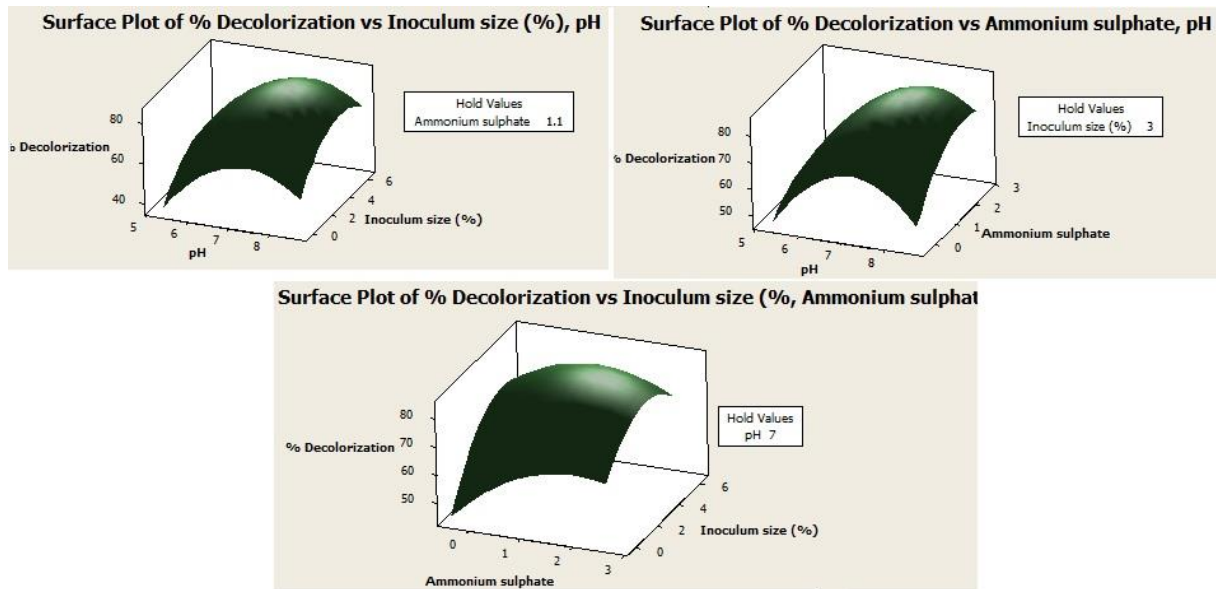 Surface Plot of % Decolorization vs Inoculum size (%), pH
80
60
40
% Decolorization
5
6
7
8
pH
0
2
4
6
Inoculum size (%)
Hold Values
Ammonium sulphate 1.1
Surface Plot of % Decolorization vs Ammonium sulphate, pH
80
70
60
50
% Decolorization
5
6
7
8
pH
0
1
2
3
Ammonium sulphate
Hold Values
Inoculum size (%) 3
Surface Plot of % Decolorization vs Inoculum size (%, Ammonium sulphat
80
70
60
50
% Decolorization
0
1
2
3
Ammonium sulphate
0
2
4
6
Inoculum size (%)
Hold Values
pH 7